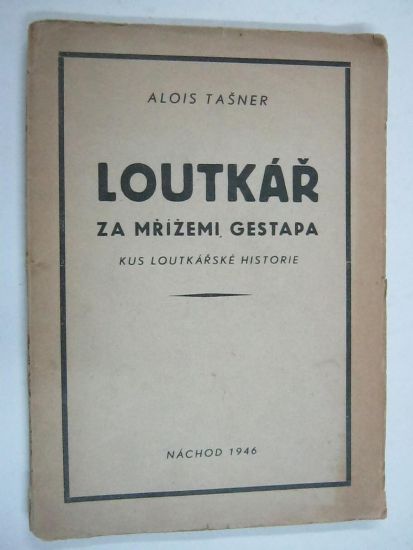 ALOIS TAŠNER
LOUTKÁŘ
ZA MŘÍŽEMI GESTAPA
KUS LOUTKÁŘSKÉ HISTORIE
NÁCHOD 1946